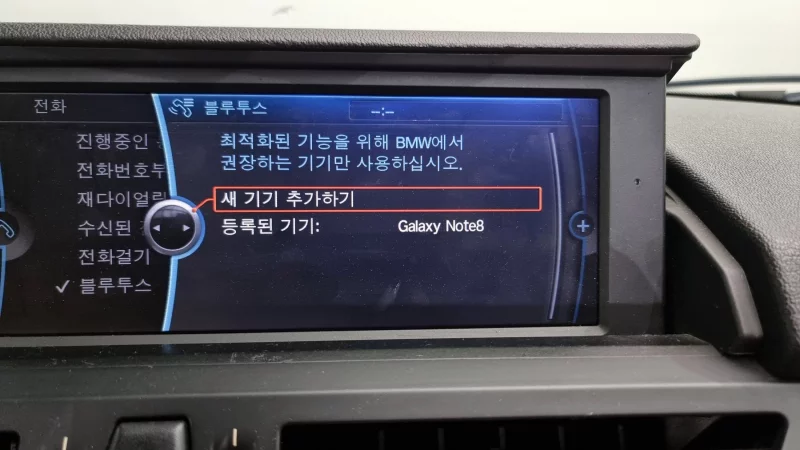 전화
블루투스
--:--
진행중인
전화번호부
재다이얼
수신된
전화걸기
✓ 블루투스
최적화된 기능을 위해 BMW에서
권장하는 기기만 사용하십시오.
새 기기 추가하기
등록된 기기: Galaxy Note8